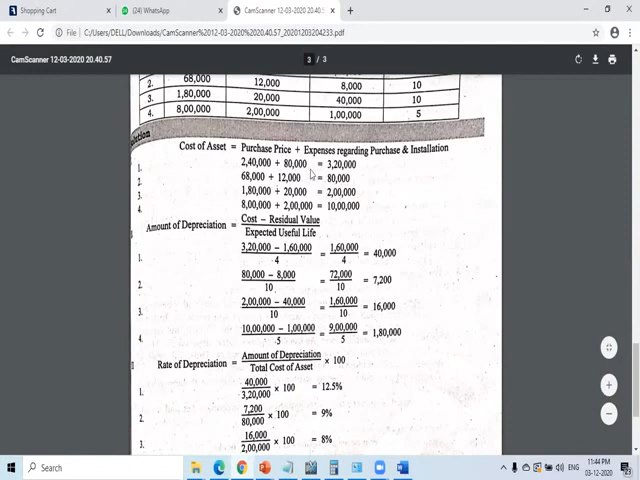 Shopping Cart
(24) WhatsApp
CamScanner 12-03-2020 20.40.57
File
C:/Users/DELL/Downloads/CamScanner%2012-03-2020%2020.40.57_20201203204233.pdf
CamScanner 12-03-2020 20.40.57
3 / 3
2. 68,000 12,000 8,000 10
3. 1,80,000 20,000 40,000 10
4. 8,00,000 2,00,000 1,00,000 5
Cost of Asset = Purchase Price + Expenses regarding Purchase & Installation
1. 2,40,000 + 80,000 = 3,20,000
2. 68,000 + 12,000 = 80,000
3. 1,80,000 + 20,000 = 2,00,000
4. 8,00,000 + 2,00,000 = 10,00,000
Amount of Depreciation = Cost – Residual Value
Expected Useful Life
1. 3,20,000 – 1,60,000 = 1,60,000 = 40,000
4 4
2. 80,000 – 8,000 = 72,000 = 7,200
10 10
3. 2,00,000 – 40,000 = 1,60,000 = 16,000
10 10
4. 10,00,000 – 1,00,000 = 9,00,000 = 1,80,000
5 5
Rate of Depreciation = Amount of Depreciation × 100
Total Cost of Asset
1. 40,000 × 100 = 12.5%
3,20,000
2. 7,200 × 100 = 9%
80,000
3. 16,000 × 100 = 8%
2,00,000
Search
ENG
11:44 PM
03-12-2020